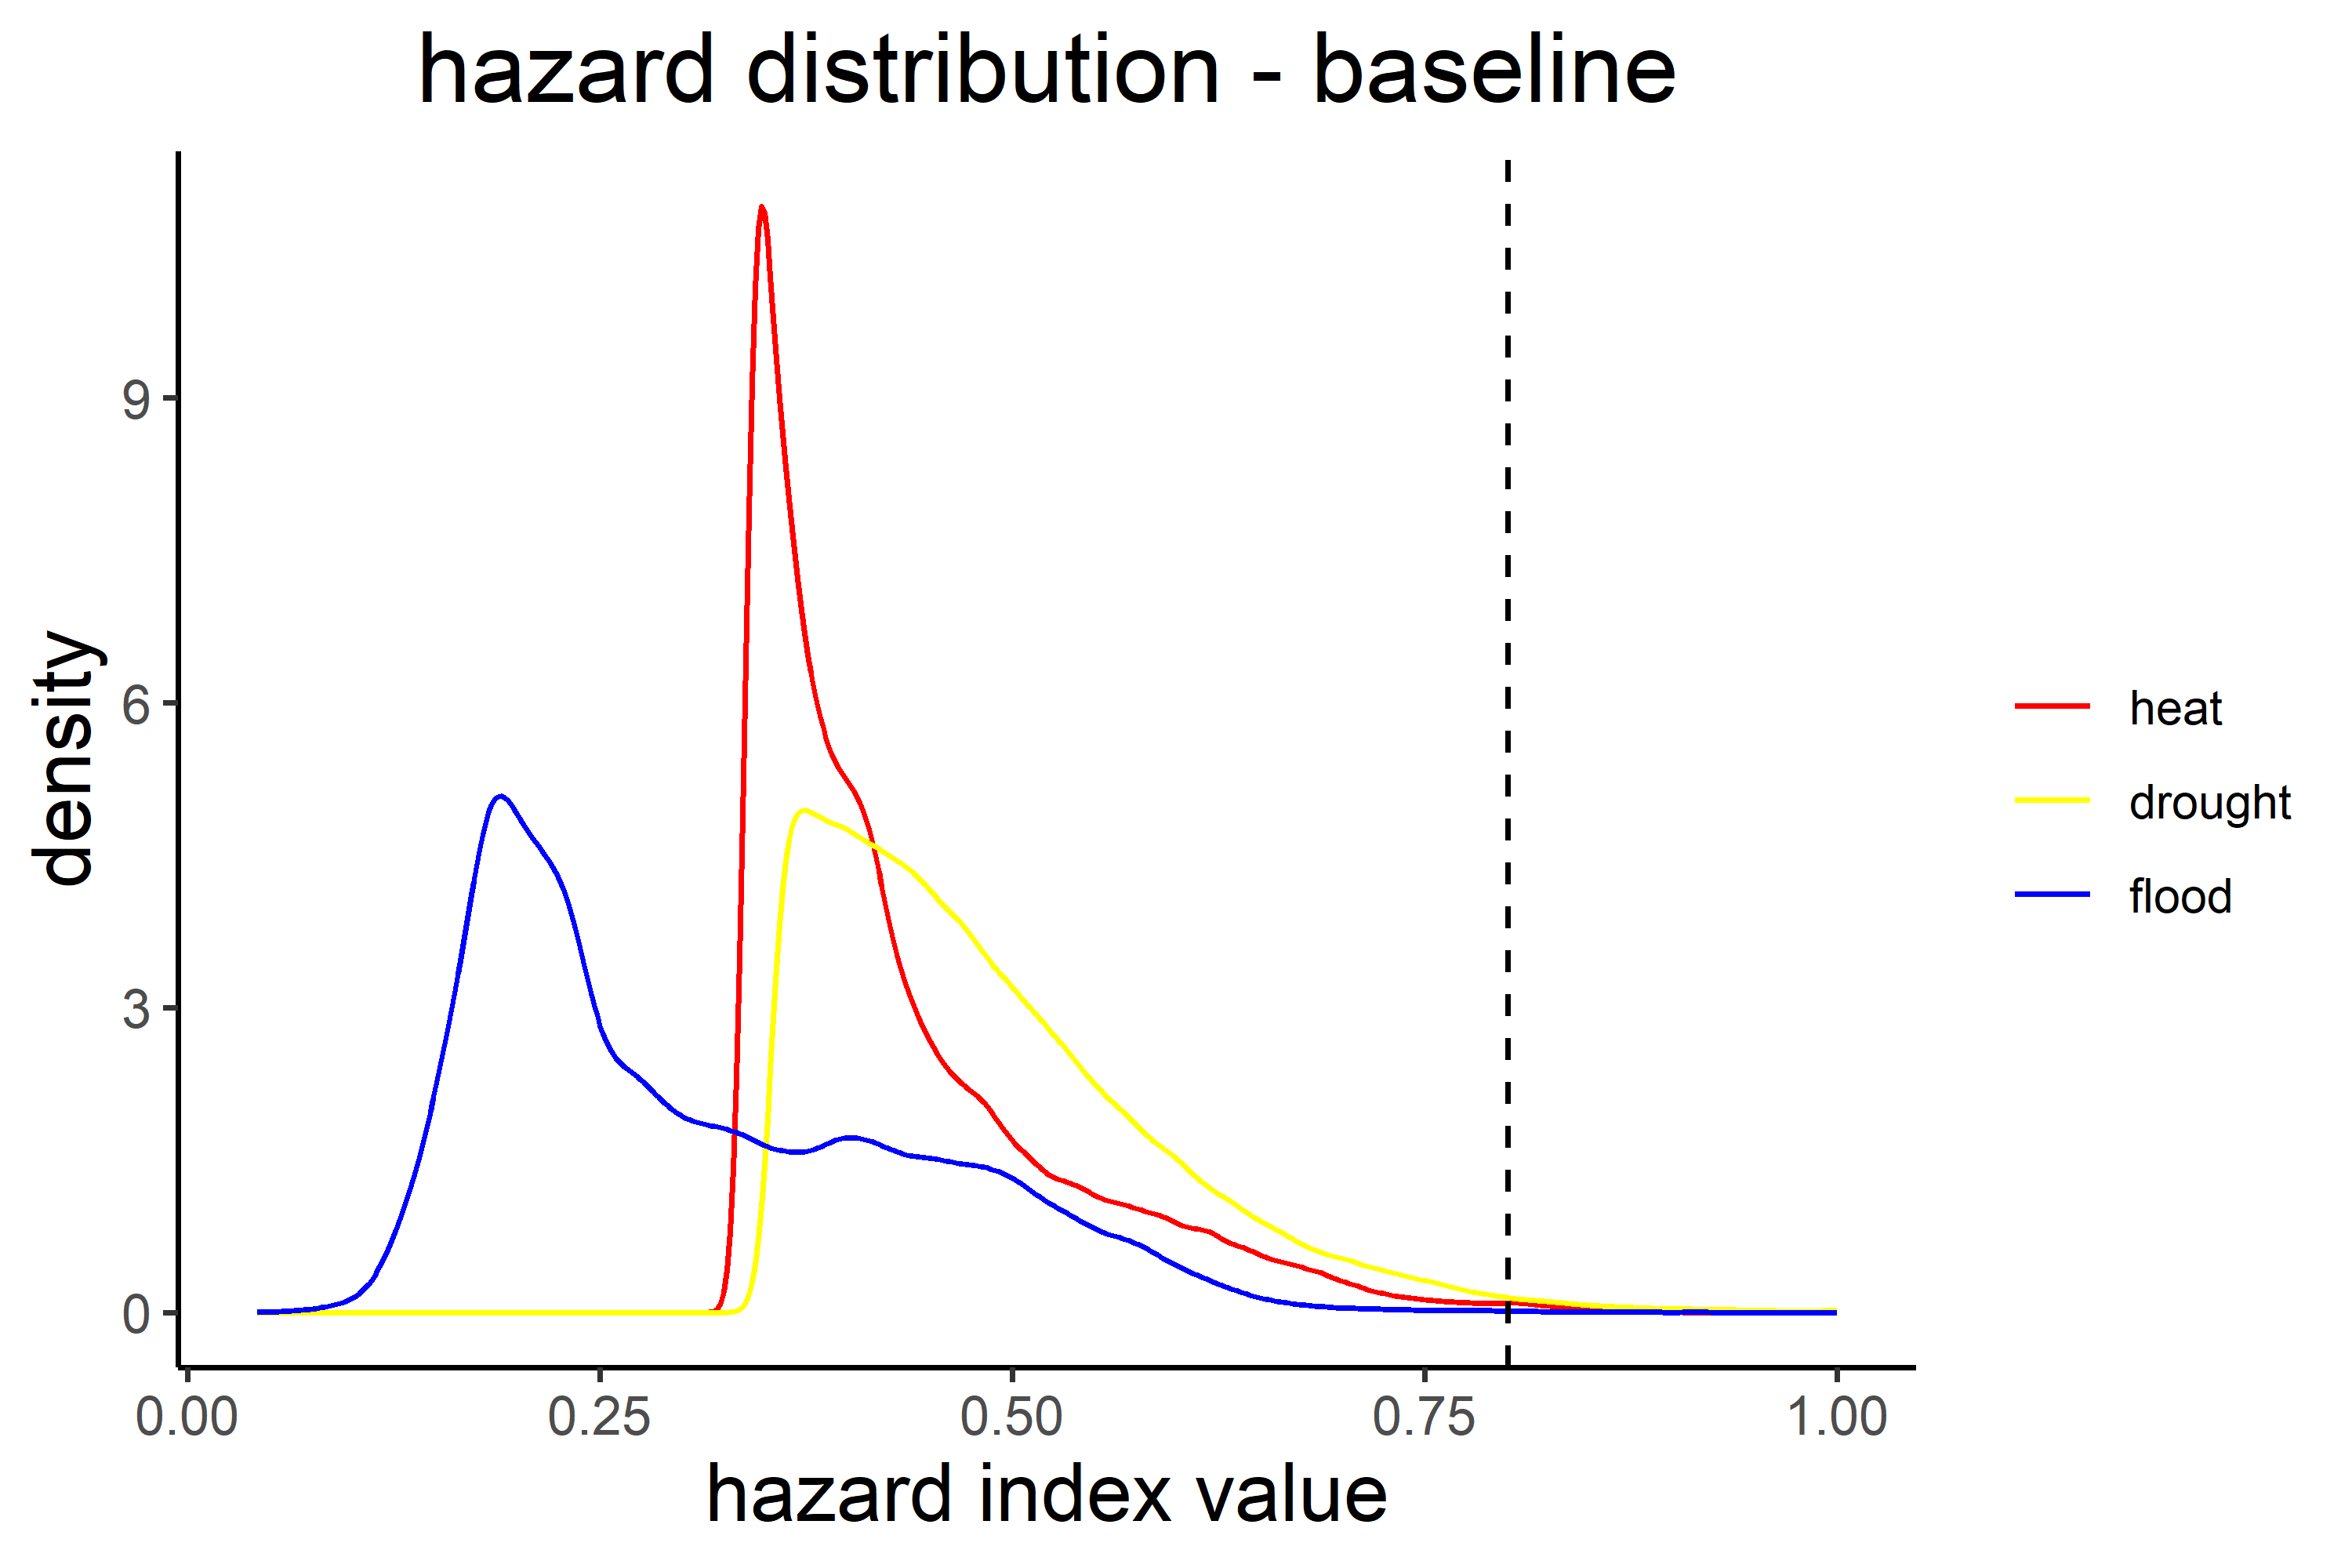 hazard distribution - baseline
density
9
6
3
0
0.00 0.25 0.50 0.75 1.00
hazard index value
heat
drought
flood